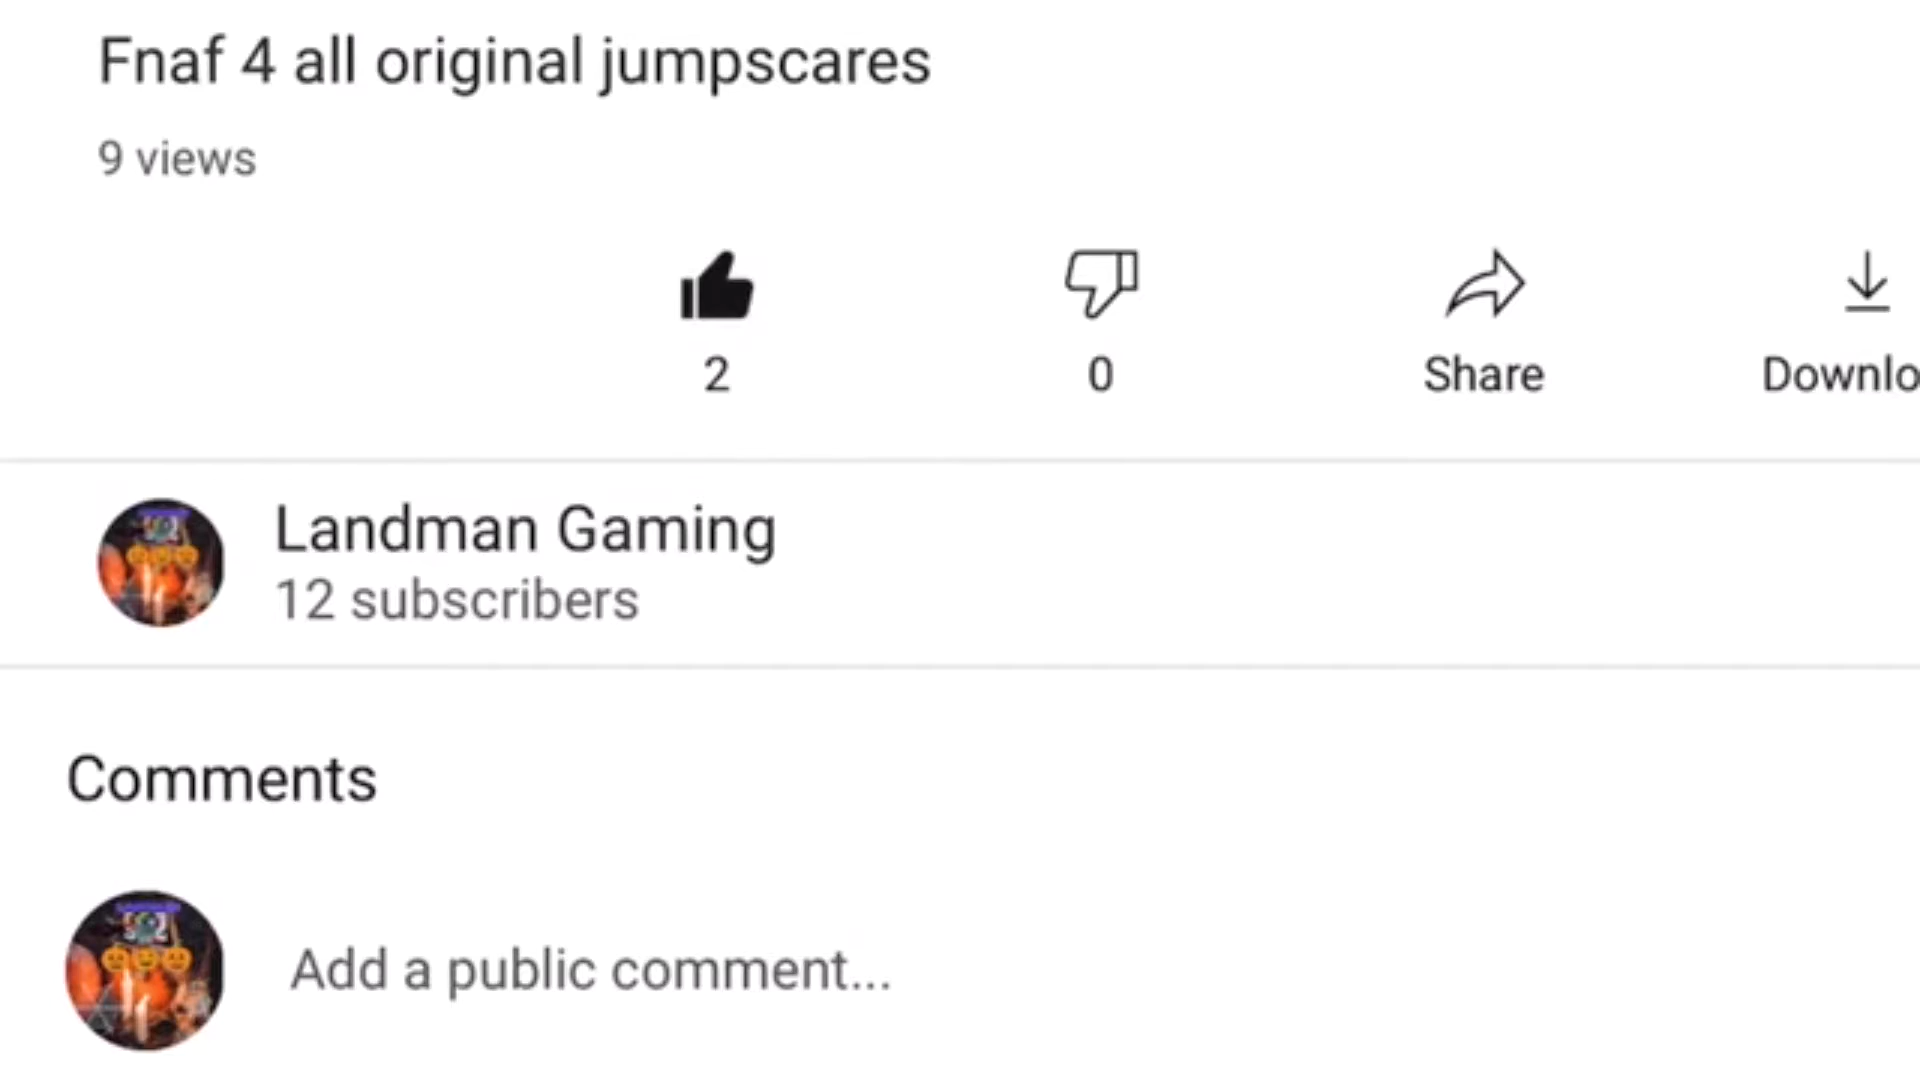 Fnaf 4 all original jumpscares
9 views
2
0
Share
Downlo
Landman Gaming
12 subscribers
Comments
Add a public comment...